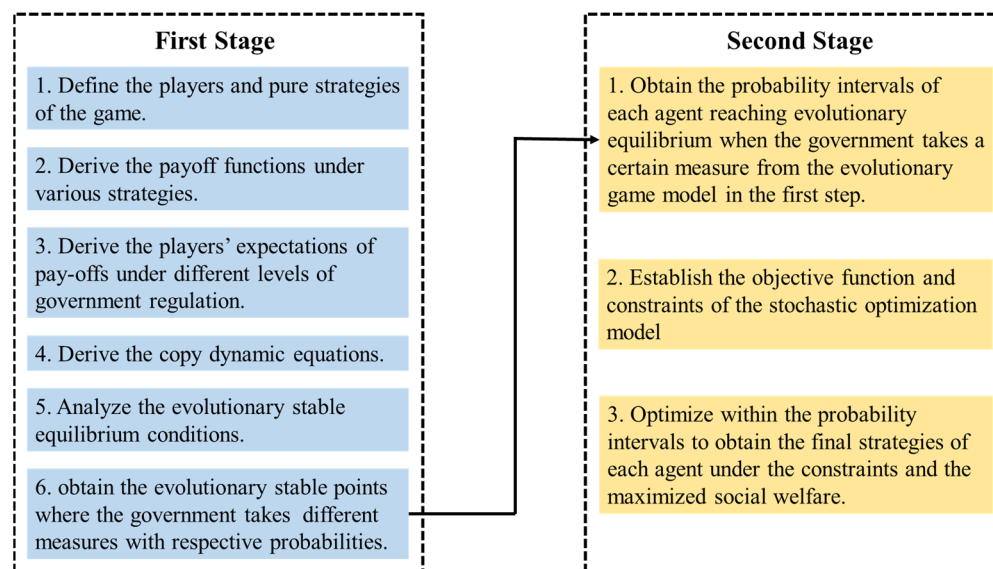 First Stage
1. Define the players and pure strategies
of the game.
2. Derive the payoff functions under
various strategies.
3. Derive the players’ expectations of
pay-offs under different levels of
government regulation.
4. Derive the copy dynamic equations.
5. Analyze the evolutionary stable
equilibrium conditions.
6. obtain the evolutionary stable points
where the government takes different
measures with respective probabilities.
Second Stage
1. Obtain the probability intervals of
each agent reaching evolutionary
equilibrium when the government takes a
certain measure from the evolutionary
game model in the first step.
2. Establish the objective function and
constraints of the stochastic optimization
model
3. Optimize within the probability
intervals to obtain the final strategies of
each agent under the constraints and the
maximized social welfare.